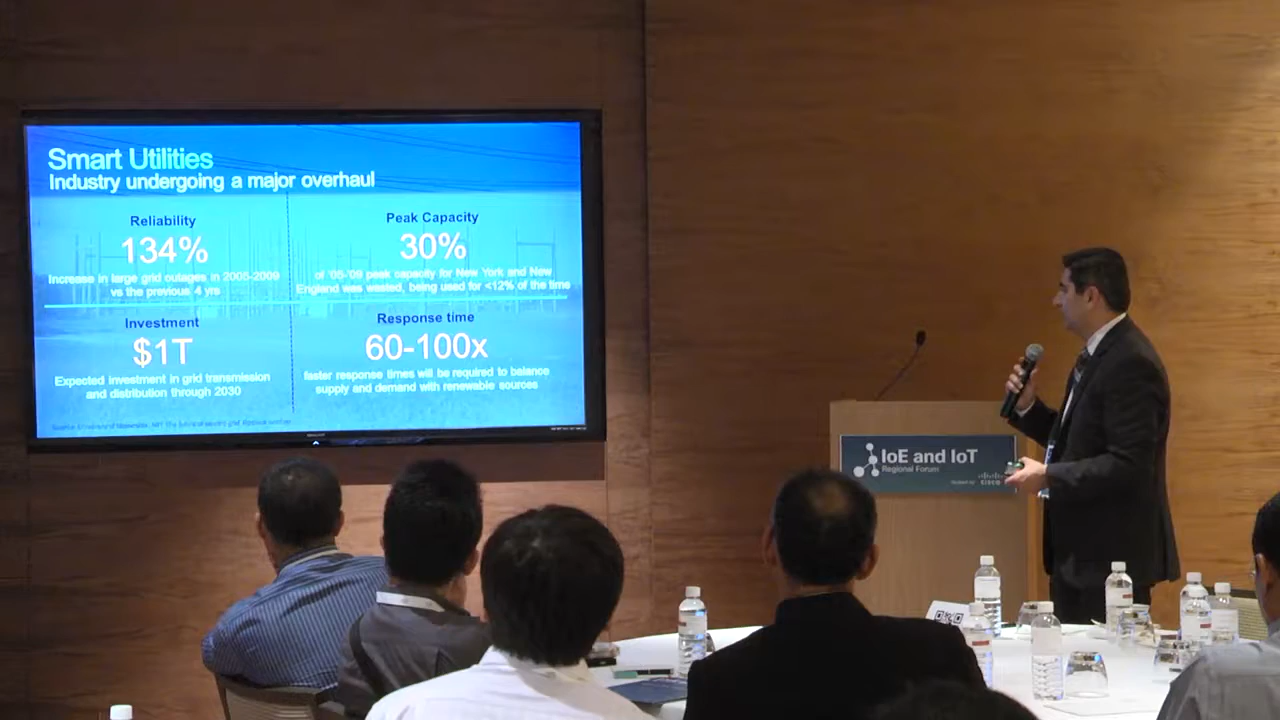 Smart Utilities
Industry undergoing a major overhaul
Reliability
134%
Increase in large grid outages in 2005-2009
vs the previous 4 yrs
Peak Capacity
30%
of '05-'09 peak capacity for New York and New
England was wasted, being used for <12% of the time
Investment
$1T
Expected investment in grid transmission
and distribution through 2030
Response time
60-100x
faster response times will be required to balance
supply and demand with renewable sources
IoE and IoT
Regional Forum
Hosted by
CISCO